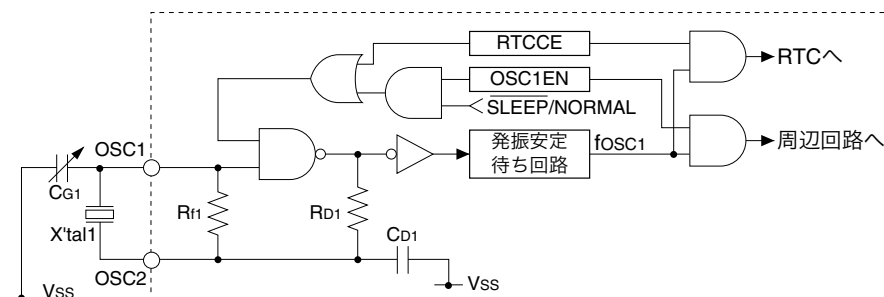 RTCCE
RTCへ
OSC1EN
SLEEP/NORMAL
OSC1
発振安定
待ち回路
fOSC1
周辺回路へ
CG1
Rf1
RD1
X'tal1
CD1
OSC2
VSS
VSS